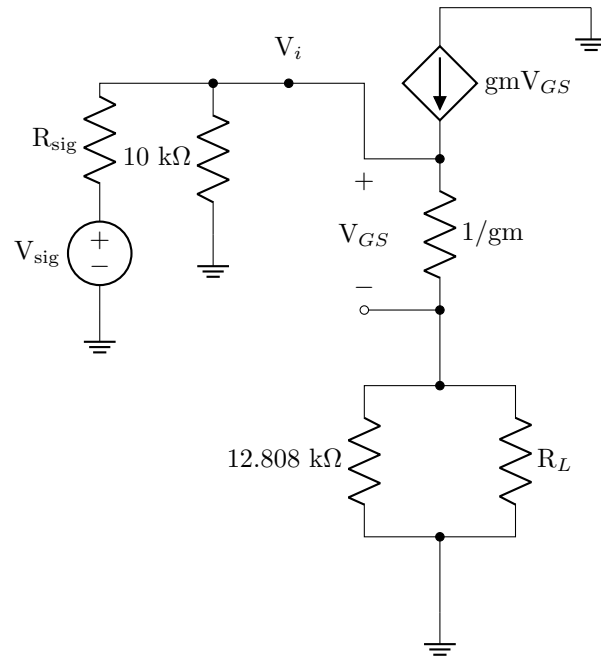 V_i
gmV_GS
R_sig
10 kΩ
+
1/gm
V_GS
V_sig
+
−
−
12.808 kΩ
R_L